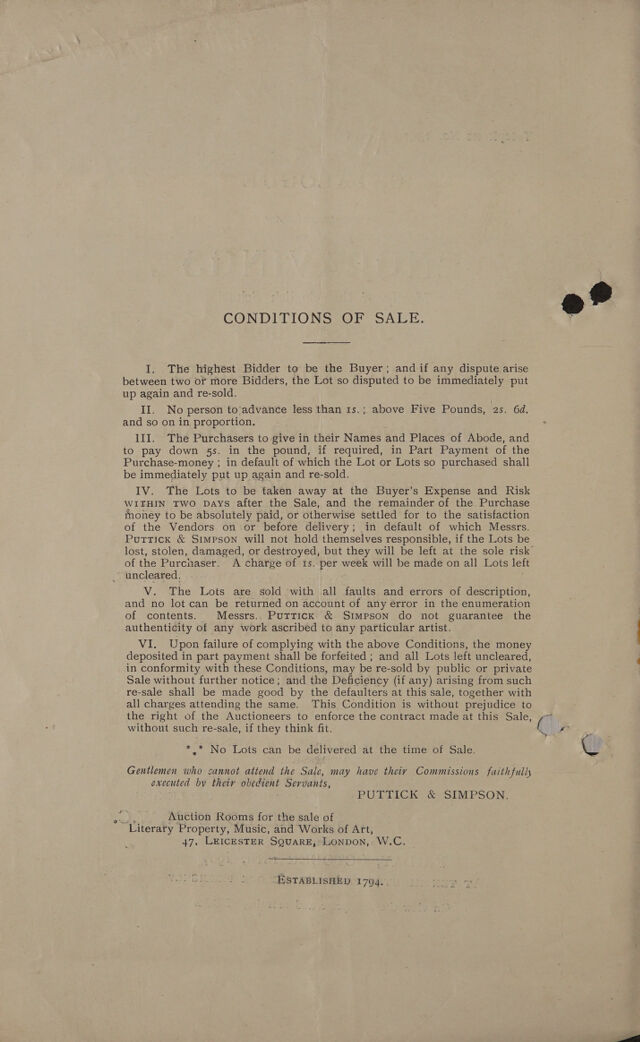 CONDITIONS OF SALE.
I. The highest Bidder to be the Buyer; and if any dispute arise
between two or more Bidders, the Lot so disputed to be immediately put
up again and re-sold.
II. No person to advance less than 1s.; above Five Pounds, 2s. 6d.
and so on in proportion.
III. The Purchasers to give in their Names and Places of Abode, and
to pay down 5s. in the pound, if required, in Part Payment of the
Purchase-money; in default of which the Lot or Lots so purchased shall
be immediately put up again and re-sold.
IV. The Lots to be taken away at the Buyer's Expense and Risk
WITHIN TWO DAYS after the Sale, and the remainder of the Purchase
money to be absolutely paid, or otherwise settled for to the satisfaction
of the Vendors on or before delivery; in default of which Messrs.
PUTTICK & SIMPSON will not hold themselves responsible, if the Lots be
lost, stolen, damaged, or destroyed, but they will be left at the sole risk
of the Purchaser. A charge of 1s. per week will be made on all Lots left
uncleared.
V. The Lots are sold with all faults and errors of description,
and no lot can be returned on account of any error in the enumeration
of contents. Messrs. PUTTICK & SIMPSON do not guarantee the
authenticity of any work ascribed to any particular artist.
VI. Upon failure of complying with the above Conditions, the money
deposited in part payment shall be forfeited; and all Lots left uncleared,
in conformity with these Conditions, may be re-sold by public or private
Sale without further notice; and the Deficiency (if any) arising from such
re-sale shall be made good by the defaulters at this sale, together with
all charges attending the same. This Condition is without prejudice to
the right of the Auctioneers to enforce the contract made at this Sale,
without such re-sale, if they think fit.
*** No Lots can be delivered at the time of Sale.
Gentlemen who cannot attend the Sale, may have their Commissions faithfully
executed by their obedient Servants,
PUTTICK & SIMPSON.
Auction Rooms for the sale of
Literary Property, Music, and Works of Art,
47, LEICESTER SQUARE, LONDON, W.C.
ESTABLISHED 1794.